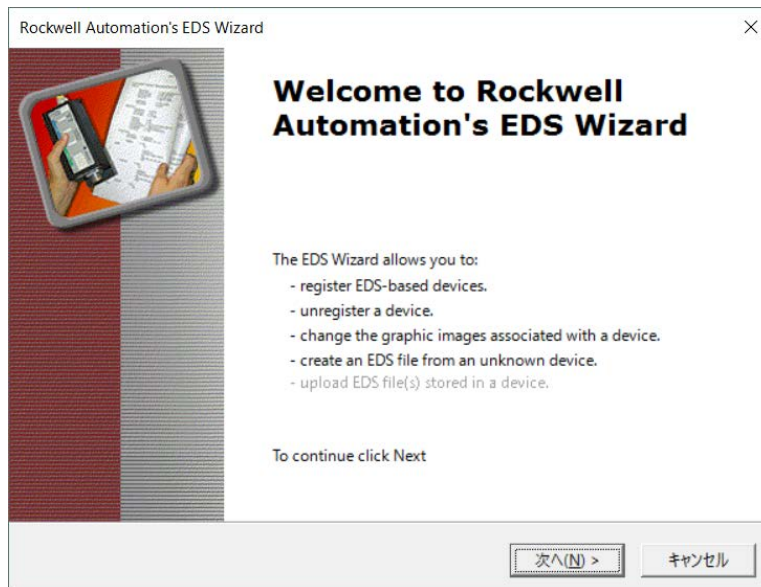 Rockwell Automation's EDS Wizard
Welcome to Rockwell
Automation's EDS Wizard
The EDS Wizard allows you to:
- register EDS-based devices.
- unregister a device.
- change the graphic images associated with a device.
- create an EDS file from an unknown device.
- upload EDS file(s) stored in a device.
To continue click Next
次へ(N) >
キャンセル